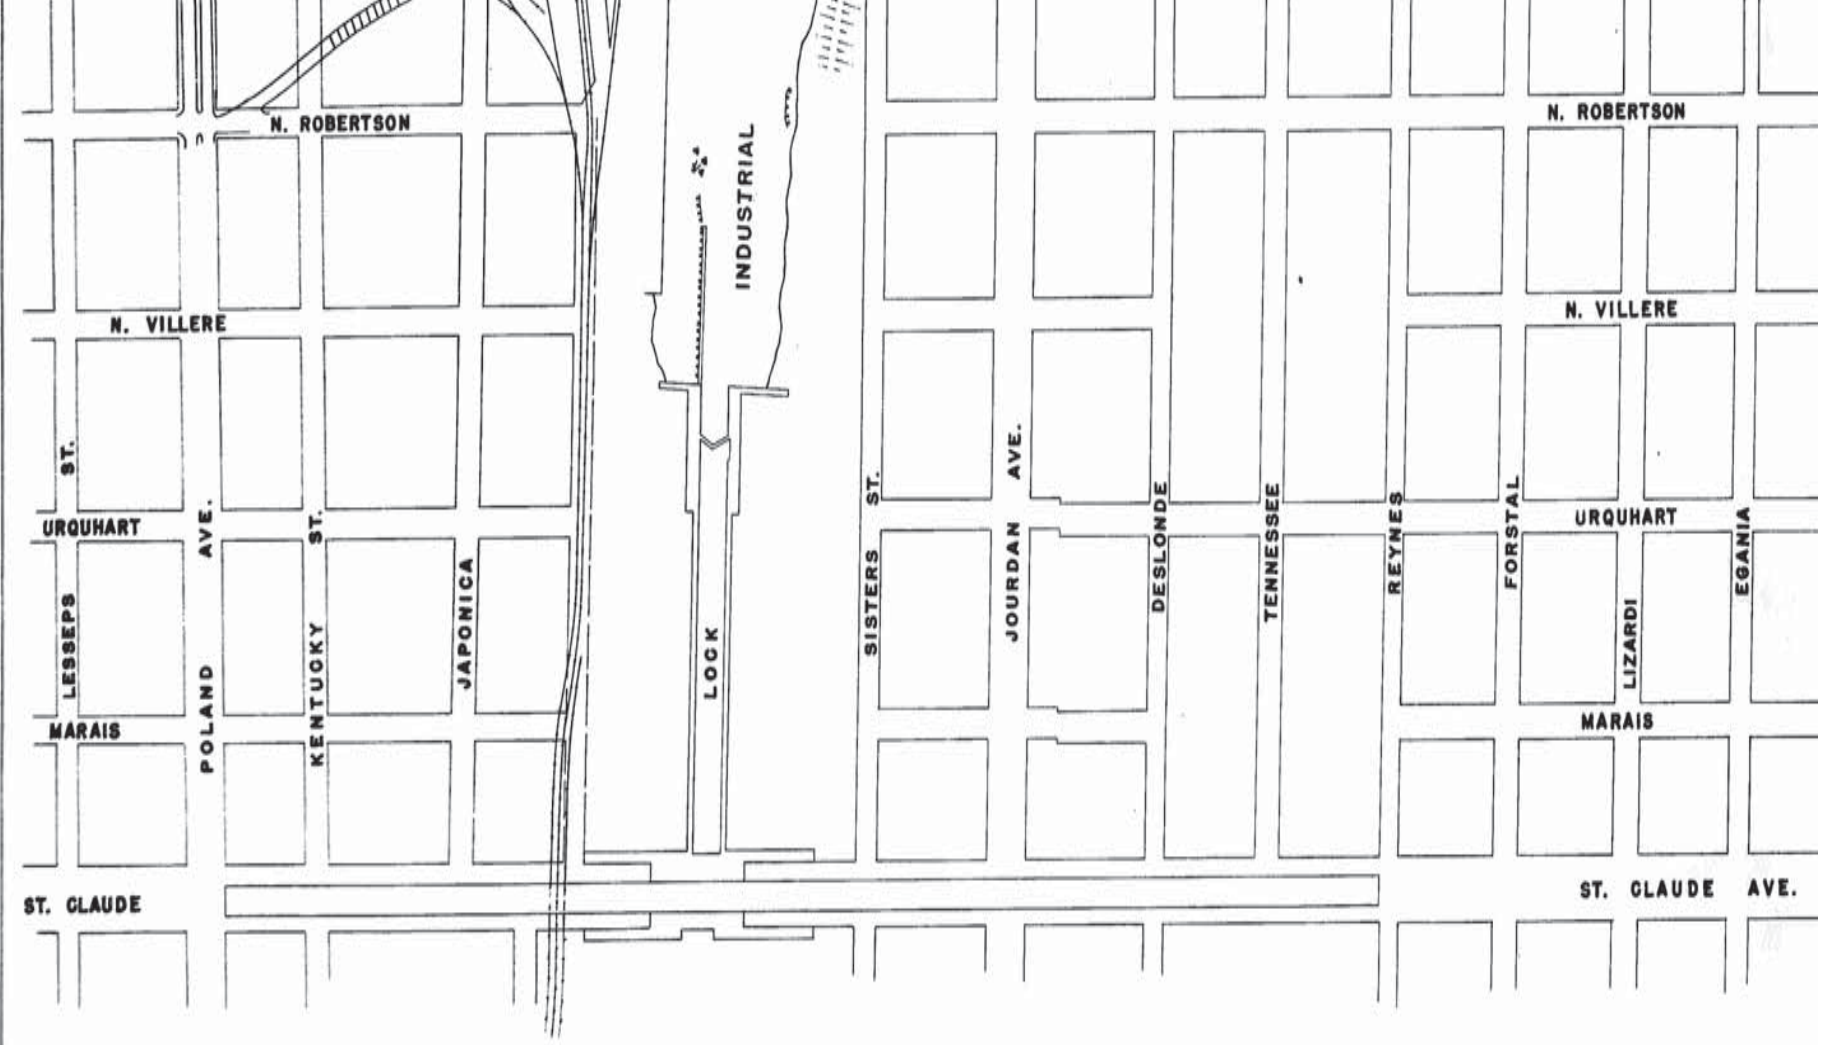 N. ROBERTSON
N. ROBERTSON
INDUSTRIAL
N. VILLERE
N. VILLERE
LESSEPS ST.
POLAND AVE.
KENTUCKY ST.
JAPONICA
LOCK
SISTERS ST.
JOURDAN AVE.
DESLONDE
TENNESSEE
REYNES
FORSTAL
LIZARDI
EGANIA
URQUHART
URQUHART
MARAIS
MARAIS
ST. CLAUDE
ST. CLAUDE AVE.